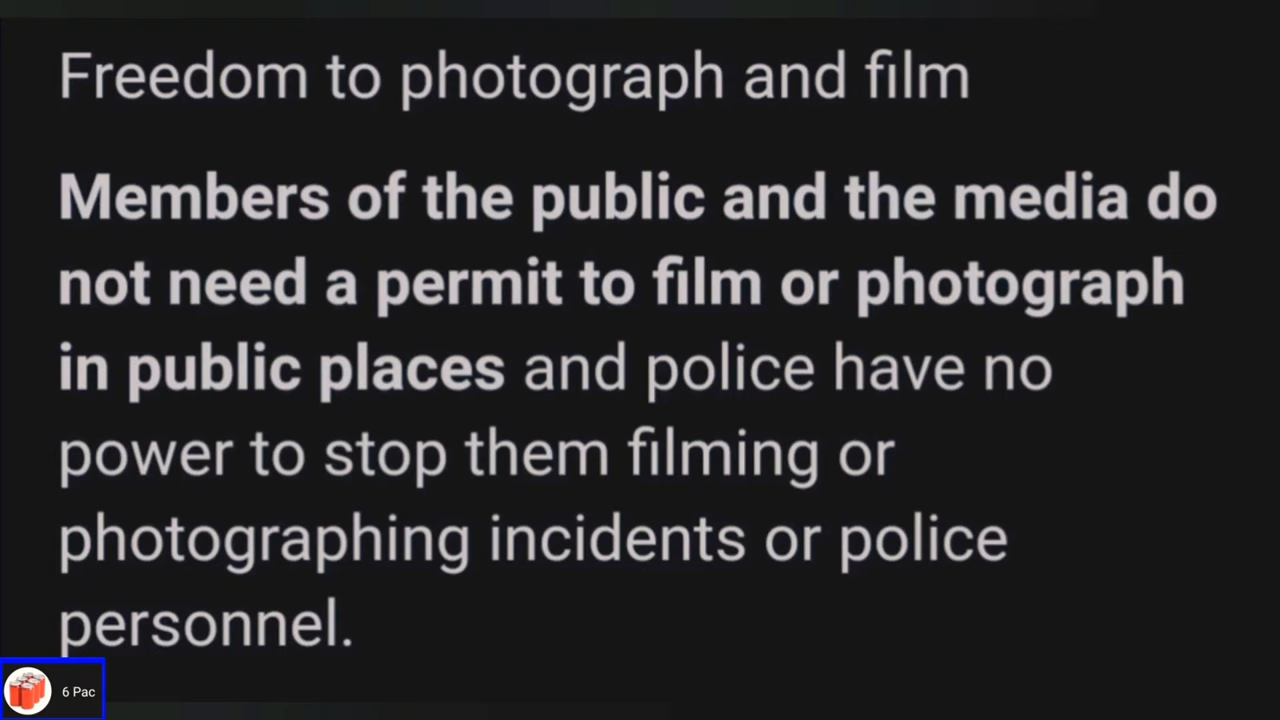 Freedom to photograph and film
Members of the public and the media do
not need a permit to film or photograph
in public places and police have no
power to stop them filming or
photographing incidents or police
personnel.
6 Pac